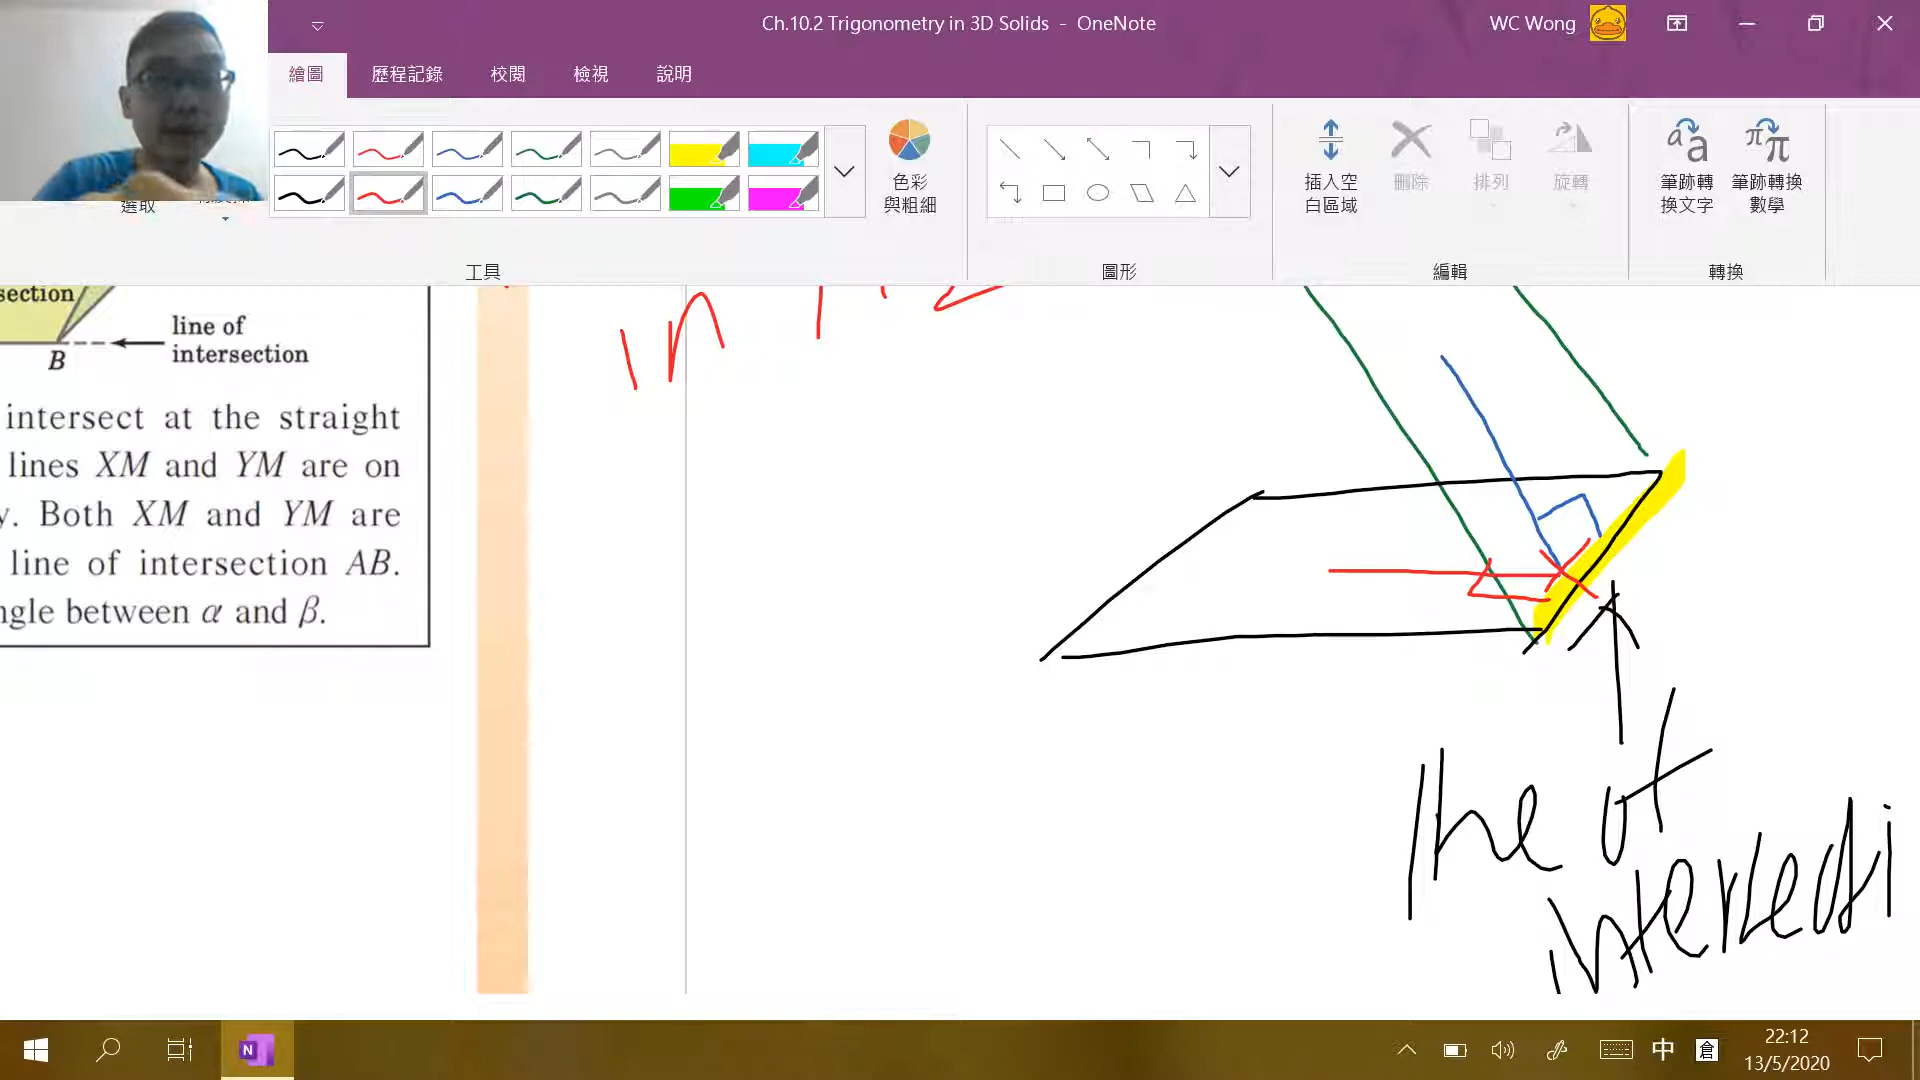 Ch.10.2 Trigonometry in 3D Solids - OneNote
WC Wong
繪圖 歷程記錄 校閱 檢視 說明
選取
色彩
與粗細
插入空
白區域
刪除
排列
旋轉
筆跡轉
換文字
筆跡轉換
數學
工具
圖形
編輯
轉換
section
line of
intersection
B
intersect at the straight
lines XM and YM are on
y. Both XM and YM are
line of intersection AB.
ngle between α and β.
in
line of
intersecti
N
中
倉
22:12
13/5/2020